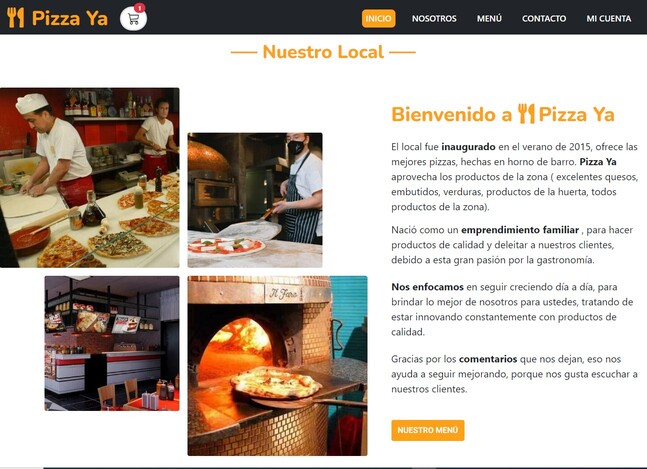 Pizza Ya
1
INICIO
NOSOTROS
MENÚ
CONTACTO
MI CUENTA
Nuestro Local
Bienvenido a Pizza Ya
El local fue inaugurado en el verano de 2015, ofrece las
mejores pizzas, hechas en horno de barro. Pizza Ya
aprovecha los productos de la zona ( excelentes quesos,
embutidos, verduras, productos de la huerta, todos
productos de la zona).
Nació como un emprendimiento familiar , para hacer
productos de calidad y deleitar a nuestros clientes,
debido a esta gran pasión por la gastronomía.
Nos enfocamos en seguir creciendo día a día, para
brindar lo mejor de nosotros para ustedes, tratando de
estar innovando constantemente con productos de
calidad.
Gracias por los comentarios que nos dejan, eso nos
ayuda a seguir mejorando, porque nos gusta escuchar a
nuestros clientes.
NUESTRO MENÚ
Il Faro